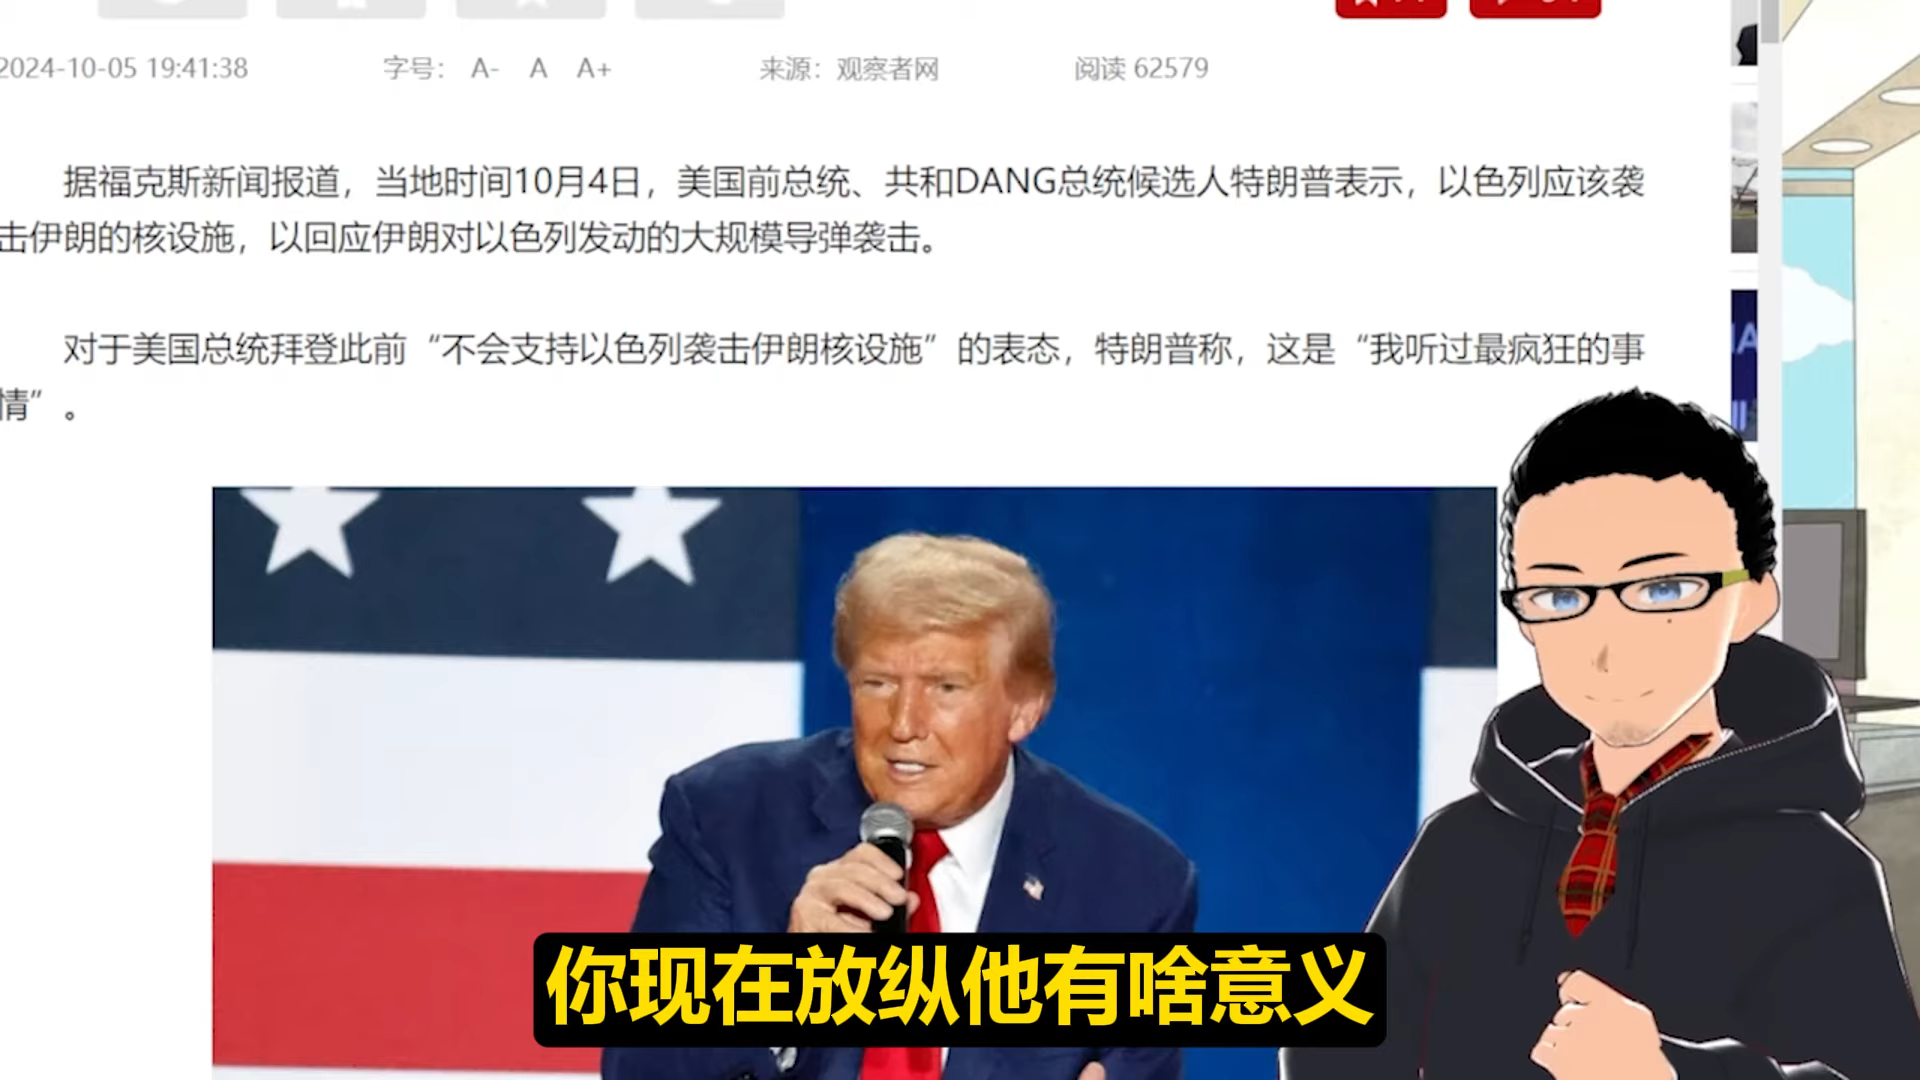 2024-10-05 19:41:38 字号： A- A A+ 来源：观察者网 阅读 62579
据福克斯新闻报道，当地时间10月4日，美国前总统、共和DANG总统候选人特朗普表示，以色列应该袭
击伊朗的核设施，以回应伊朗对以色列发动的大规模导弹袭击。
对于美国总统拜登此前“不会支持以色列袭击伊朗核设施”的表态，特朗普称，这是“我听过最疯狂的事
情”。
你现在放纵他有啥意义